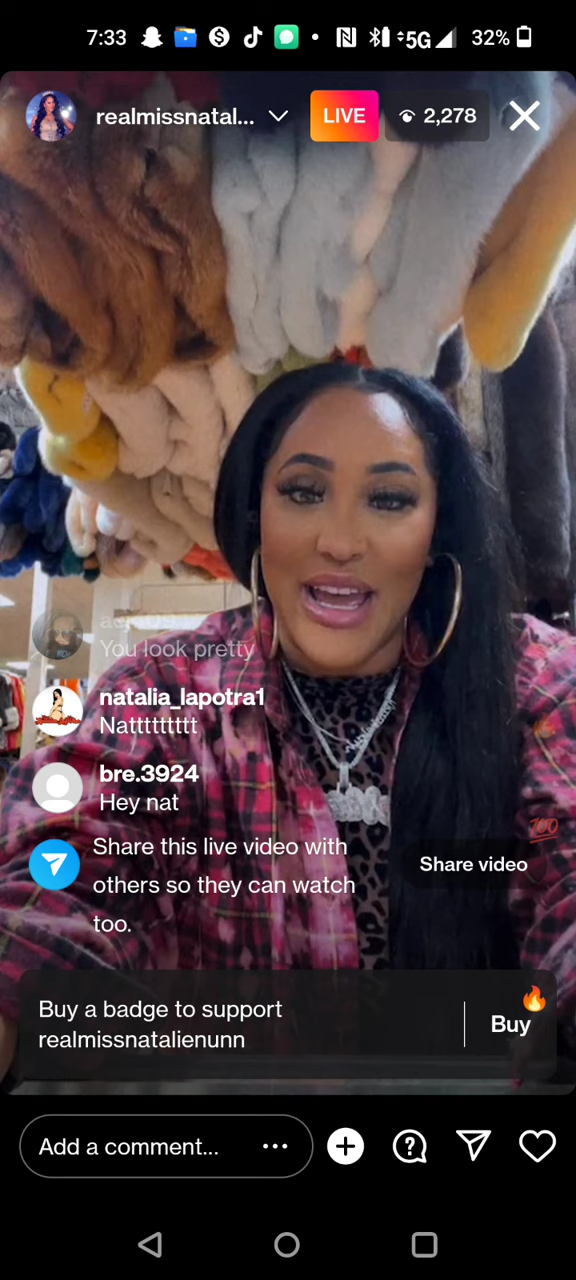 7:33
5G
32%
realmissnatal...
LIVE
2,278
You look pretty
natalia_lapotra1
Natttttttttt
bre.3924
Hey nat
Share this live video with
others so they can watch
too.
Share video
100
Buy a badge to support
realmissnatalienunn
Buy
Add a comment...